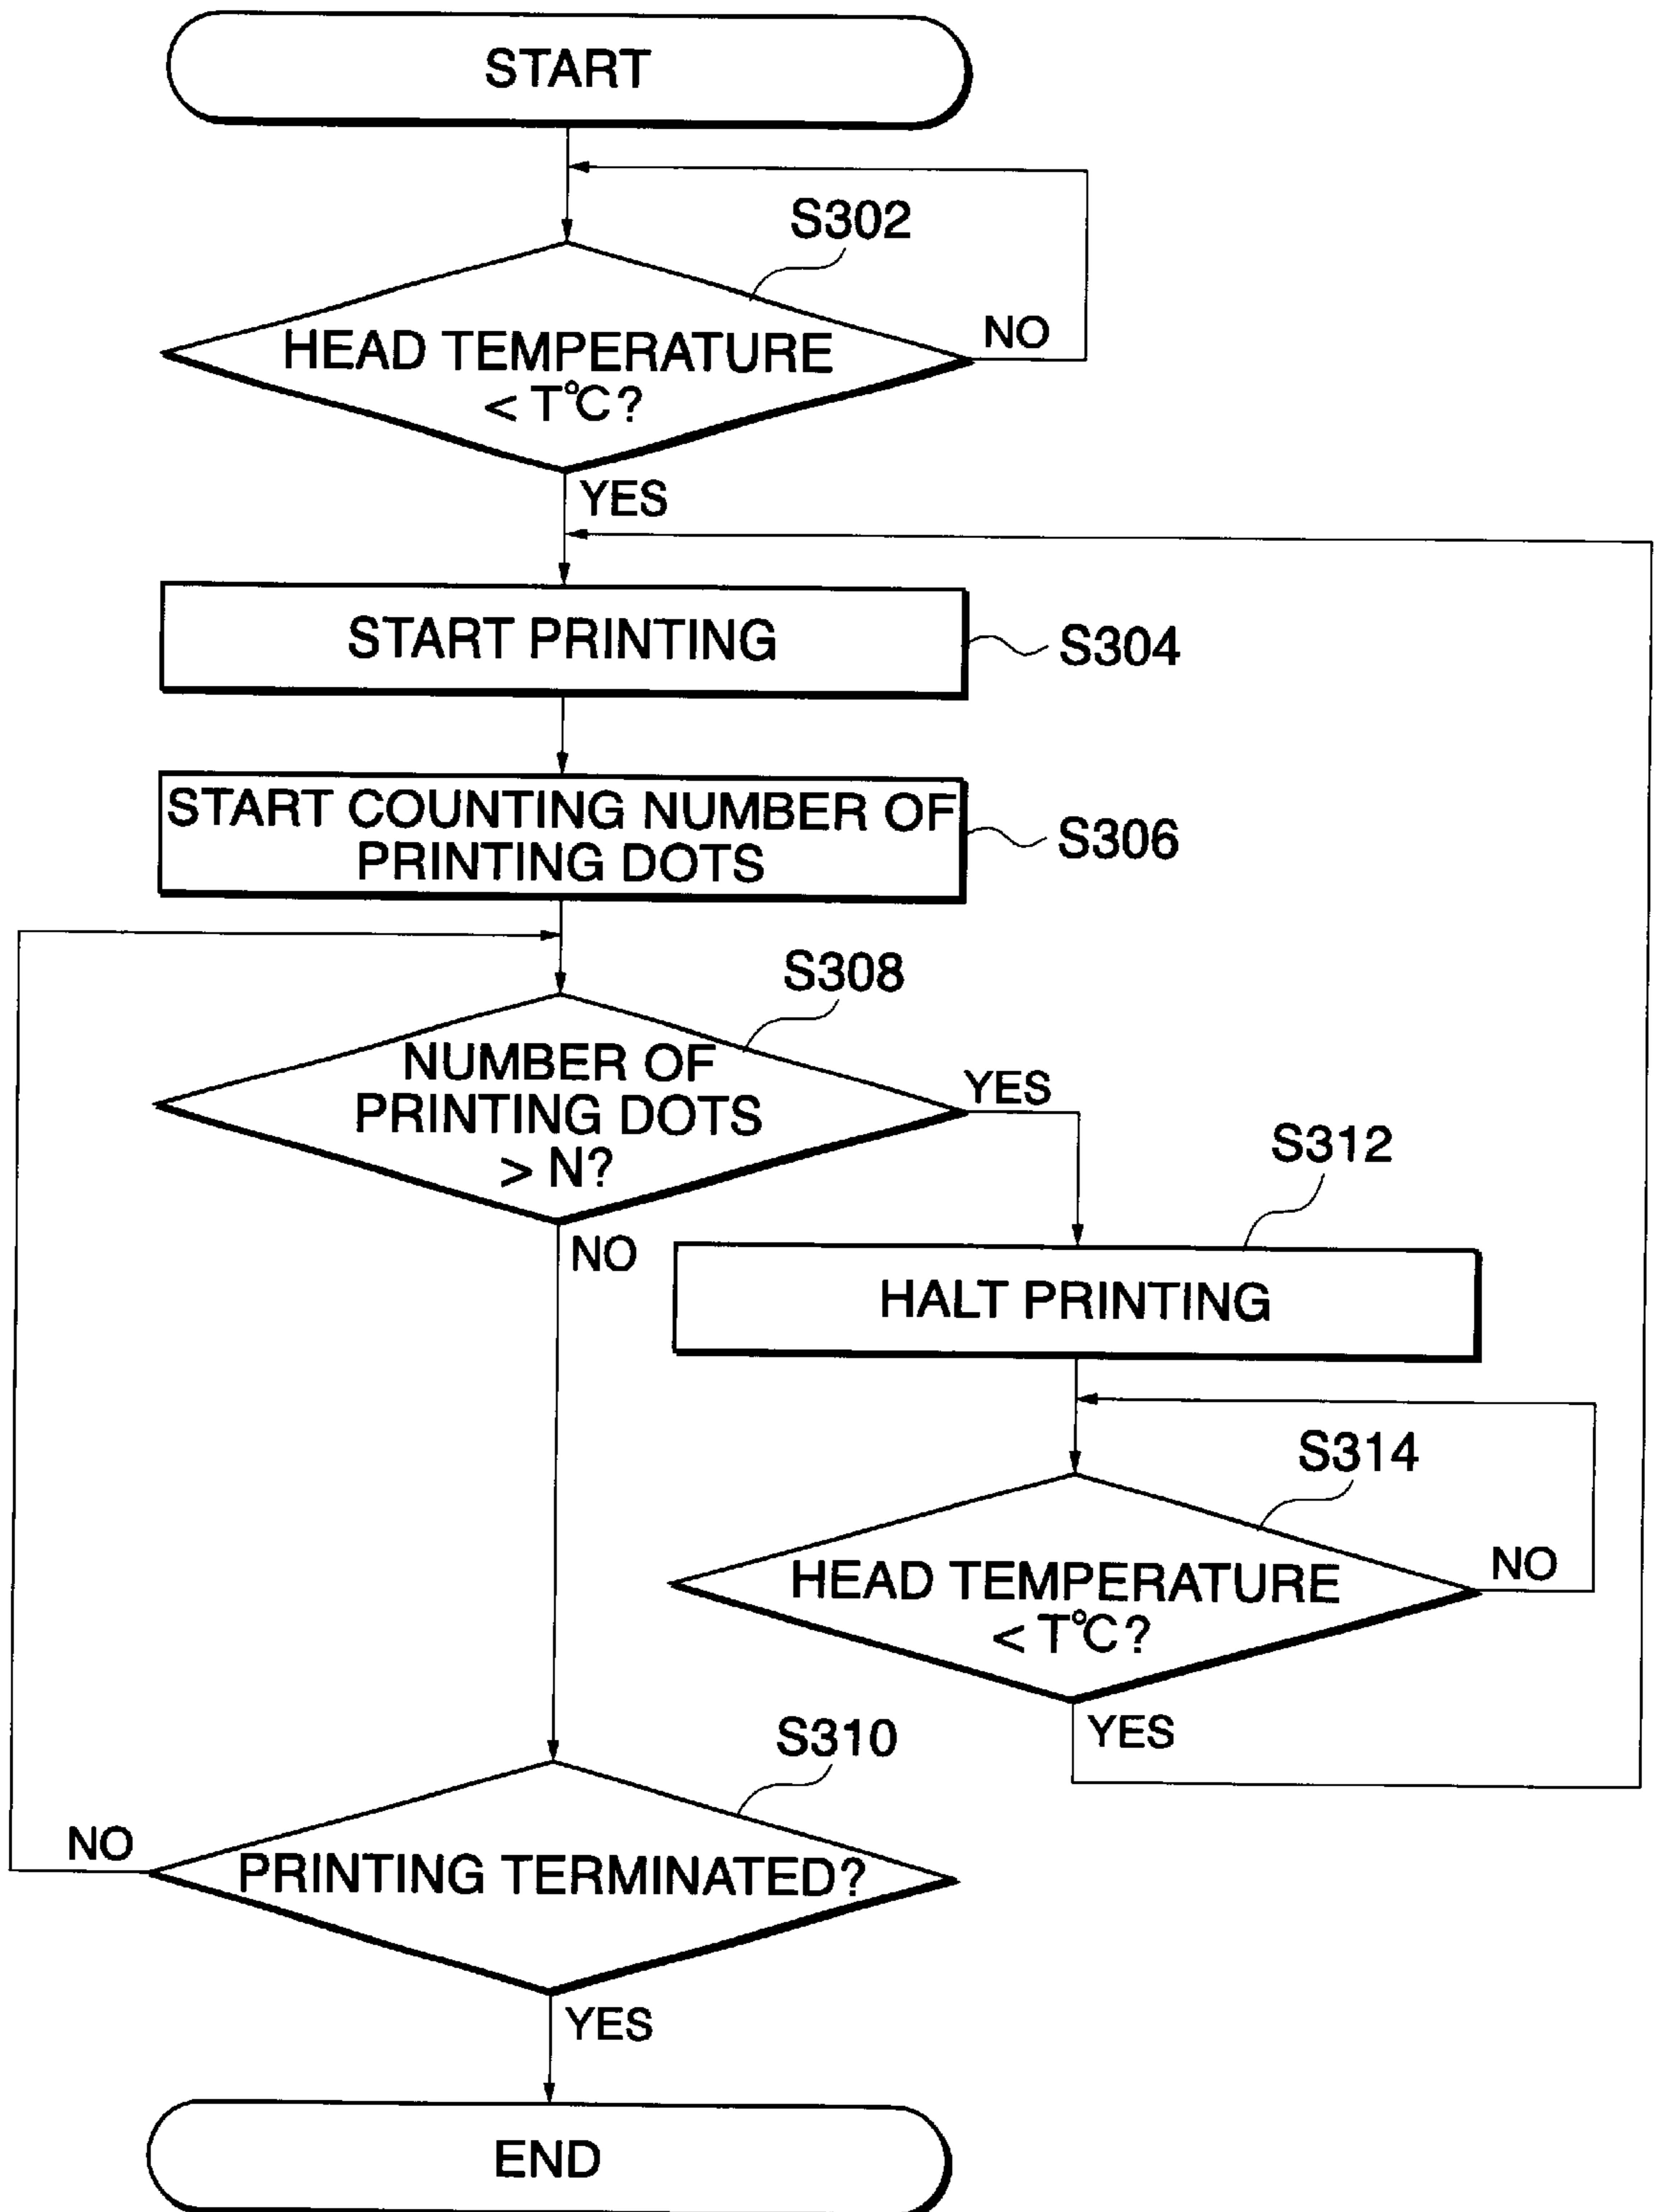 START
S302
HEAD TEMPERATURE
< T°C?
NO
YES
START PRINTING
S304
START COUNTING NUMBER OF
PRINTING DOTS
S306
S308
NUMBER OF
PRINTING DOTS
> N?
YES
NO
S312
HALT PRINTING
S314
HEAD TEMPERATURE
< T°C?
NO
YES
S310
NO
PRINTING TERMINATED?
YES
END